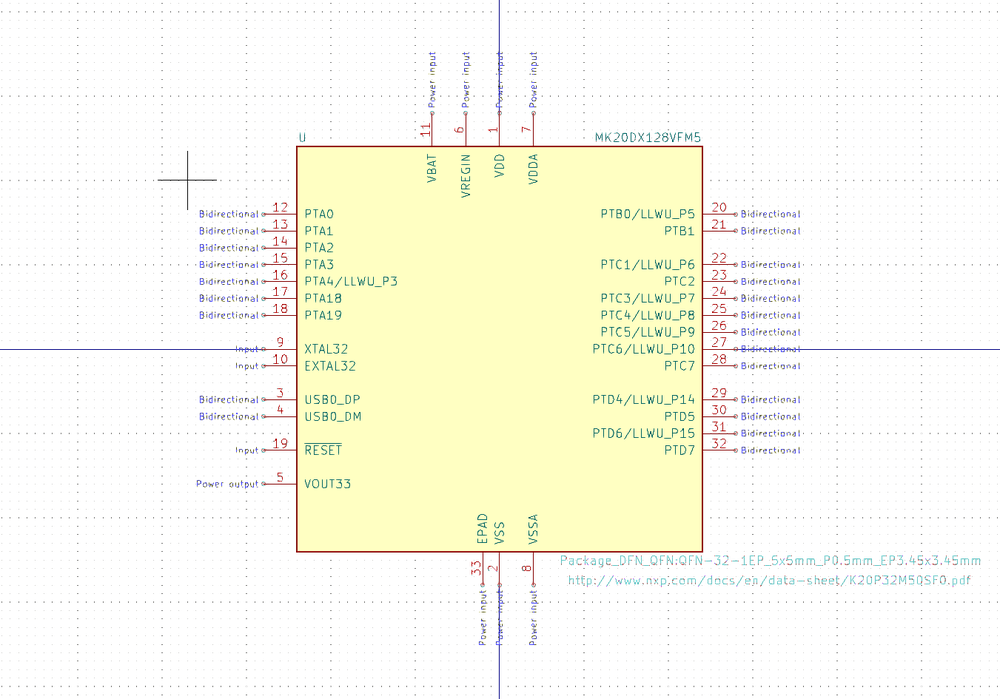 Power input Power input Power input Power input
11 6 1 7
U MK20DX128VFM5
VBAT VREGIN VDD VDDA
Bidirectional 12 PTA0 PTB0/LLWU_P5 20 Bidirectional
Bidirectional 13 PTA1 PTB1 21 Bidirectional
Bidirectional 14 PTA2
Bidirectional 15 PTA3 PTC1/LLWU_P6 22 Bidirectional
Bidirectional 16 PTA4/LLWU_P3 PTC2 23 Bidirectional
Bidirectional 17 PTA18 PTC3/LLWU_P7 24 Bidirectional
Bidirectional 18 PTA19 PTC4/LLWU_P8 25 Bidirectional
PTC5/LLWU_P9 26 Bidirectional
Input 9 XTAL32 PTC6/LLWU_P10 27 Bidirectional
Input 10 EXTAL32 PTC7 28 Bidirectional
Bidirectional 3 USB0_DP PTD4/LLWU_P14 29 Bidirectional
Bidirectional 4 USB0_DM PTD5 30 Bidirectional
PTD6/LLWU_P15 31 Bidirectional
Input 19 RESET PTD7 32 Bidirectional
Power output 5 VOUT33
EPAD VSS VSSA
Package_DFN_QFN:QFN-32-1EP_5x5mm_P0.5mm_EP3.45x3.45mm
33 2 8
http://www.nxp.com/docs/en/data-sheet/K20P32M50SF0.pdf
Power input Power input Power input